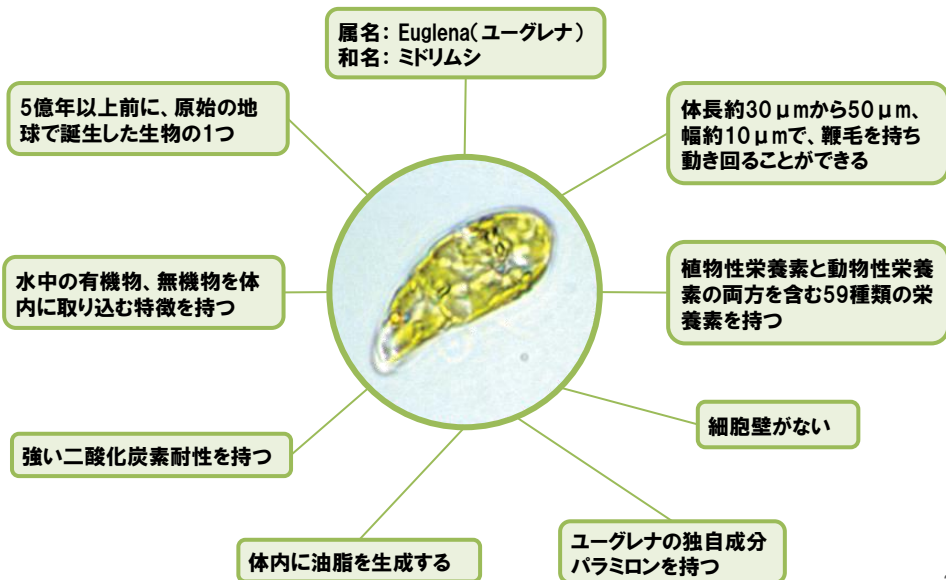 属名： Euglena（ユーグレナ）
和名： ミドリムシ
5億年以上前に、原始の地
球で誕生した生物の1つ
体長約30μmから50μm、
幅約10μmで、鞭毛を持ち
動き回ることができる
水中の有機物、無機物を体
内に取り込む特徴を持つ
植物性栄養素と動物性栄養
素の両方を含む59種類の栄
養素を持つ
細胞壁がない
強い二酸化炭素耐性を持つ
体内に油脂を生成する
ユーグレナの独自成分
パラミロンを持つ